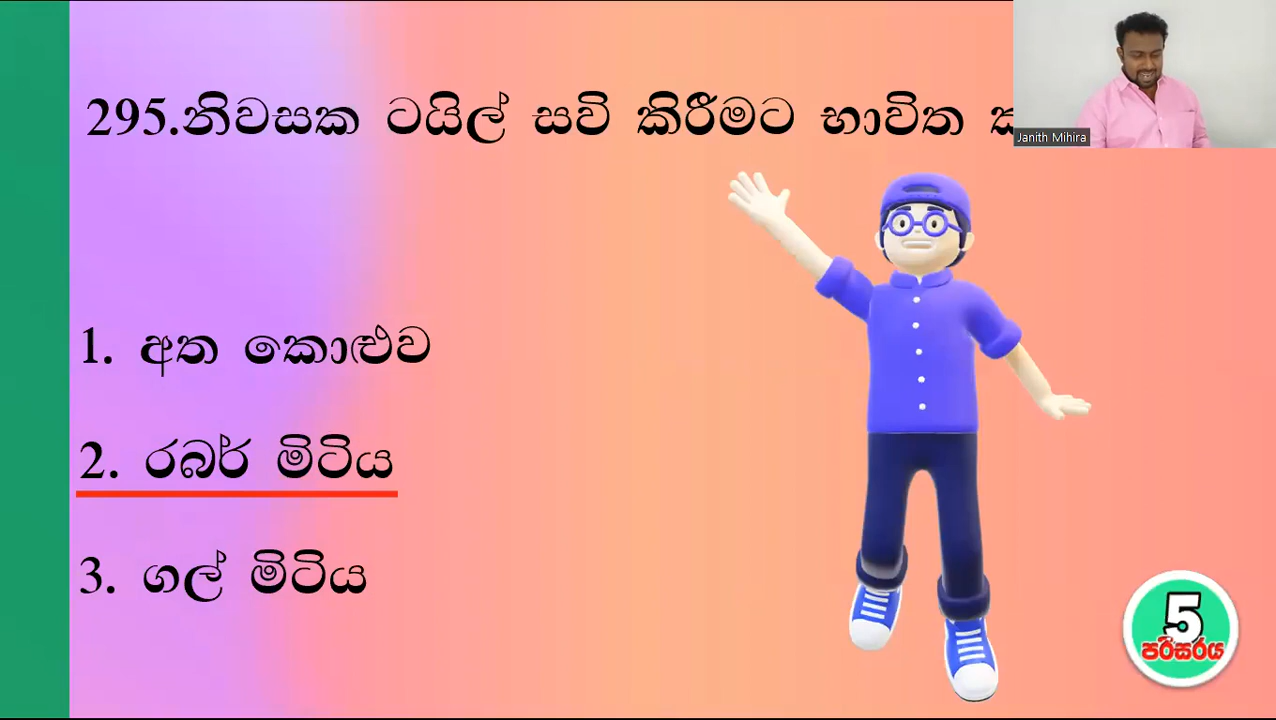 295.නිවසක ටයිල් සවි කිරීමට භාවිත
Janith Mihira
1. අත කොළුව
2. රබර් මිටිය
3. ගල් මිටිය
5
පරිසරය